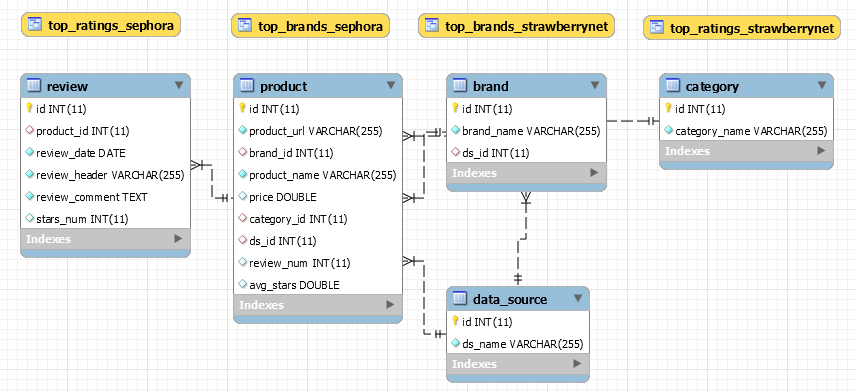 top_ratings_sephora
top_brands_sephora
top_brands_strawberrynet
top_ratings_strawberrynet
review
id INT(11)
product_id INT(11)
review_date DATE
review_header VARCHAR(255)
review_comment TEXT
stars_num INT(11)
Indexes
product
id INT(11)
product_url VARCHAR(255)
brand_id INT(11)
product_name VARCHAR(255)
price DOUBLE
category_id INT(11)
ds_id INT(11)
review_num INT(11)
avg_stars DOUBLE
Indexes
brand
id INT(11)
brand_name VARCHAR(255)
ds_id INT(11)
Indexes
category
id INT(11)
category_name VARCHAR(255)
Indexes
data_source
id INT(11)
ds_name VARCHAR(255)
Indexes